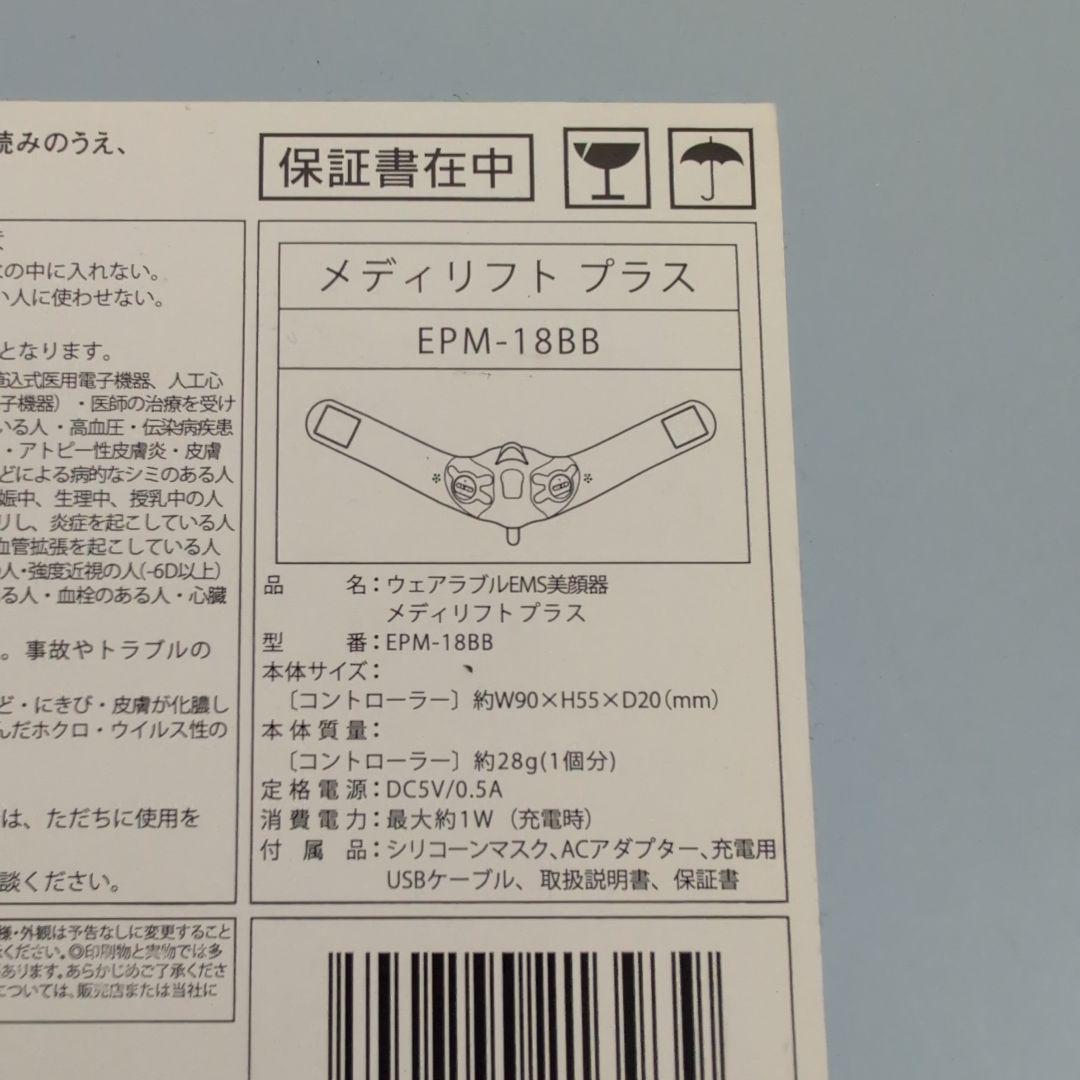 読みのうえ、
保証書在中
の中に入れない。
い人に使わせない。
となります。
込式医用電子機器、人工心
子機器）・医師の治療を受け
いる人・高血圧・伝染病疾患
・アトピー性皮膚炎・皮膚
どによる病的なシミのある人
娠中、生理中、授乳中の人
りし、炎症を起こしている人
血管拡張を起こしている人
人・強度近視の人(-6D以上)
る人・血栓のある人・心臓
。事故やトラブルの
ど・にきび・皮膚が化膿し
んだホクロ・ウイルス性の
は、ただちに使用を
談ください。
様・外観は予告なしに変更すること
ください。◎印刷物と実物では多
あります。あらかじめご了承くださ
については、販売店または当社に
メディリフト プラス
EPM-18BB
品名：ウェアラブルEMS美顔器
メディリフト プラス
型番：EPM-18BB
本体サイズ：
〔コントローラー〕約W90×H55×D20(mm)
本体質量：
〔コントローラー〕約28g(1個分)
定格電源：DC5V/0.5A
消費電力：最大約1W（充電時）
付属品：シリコーンマスク、ACアダプター、充電用
USBケーブル、取扱説明書、保証書